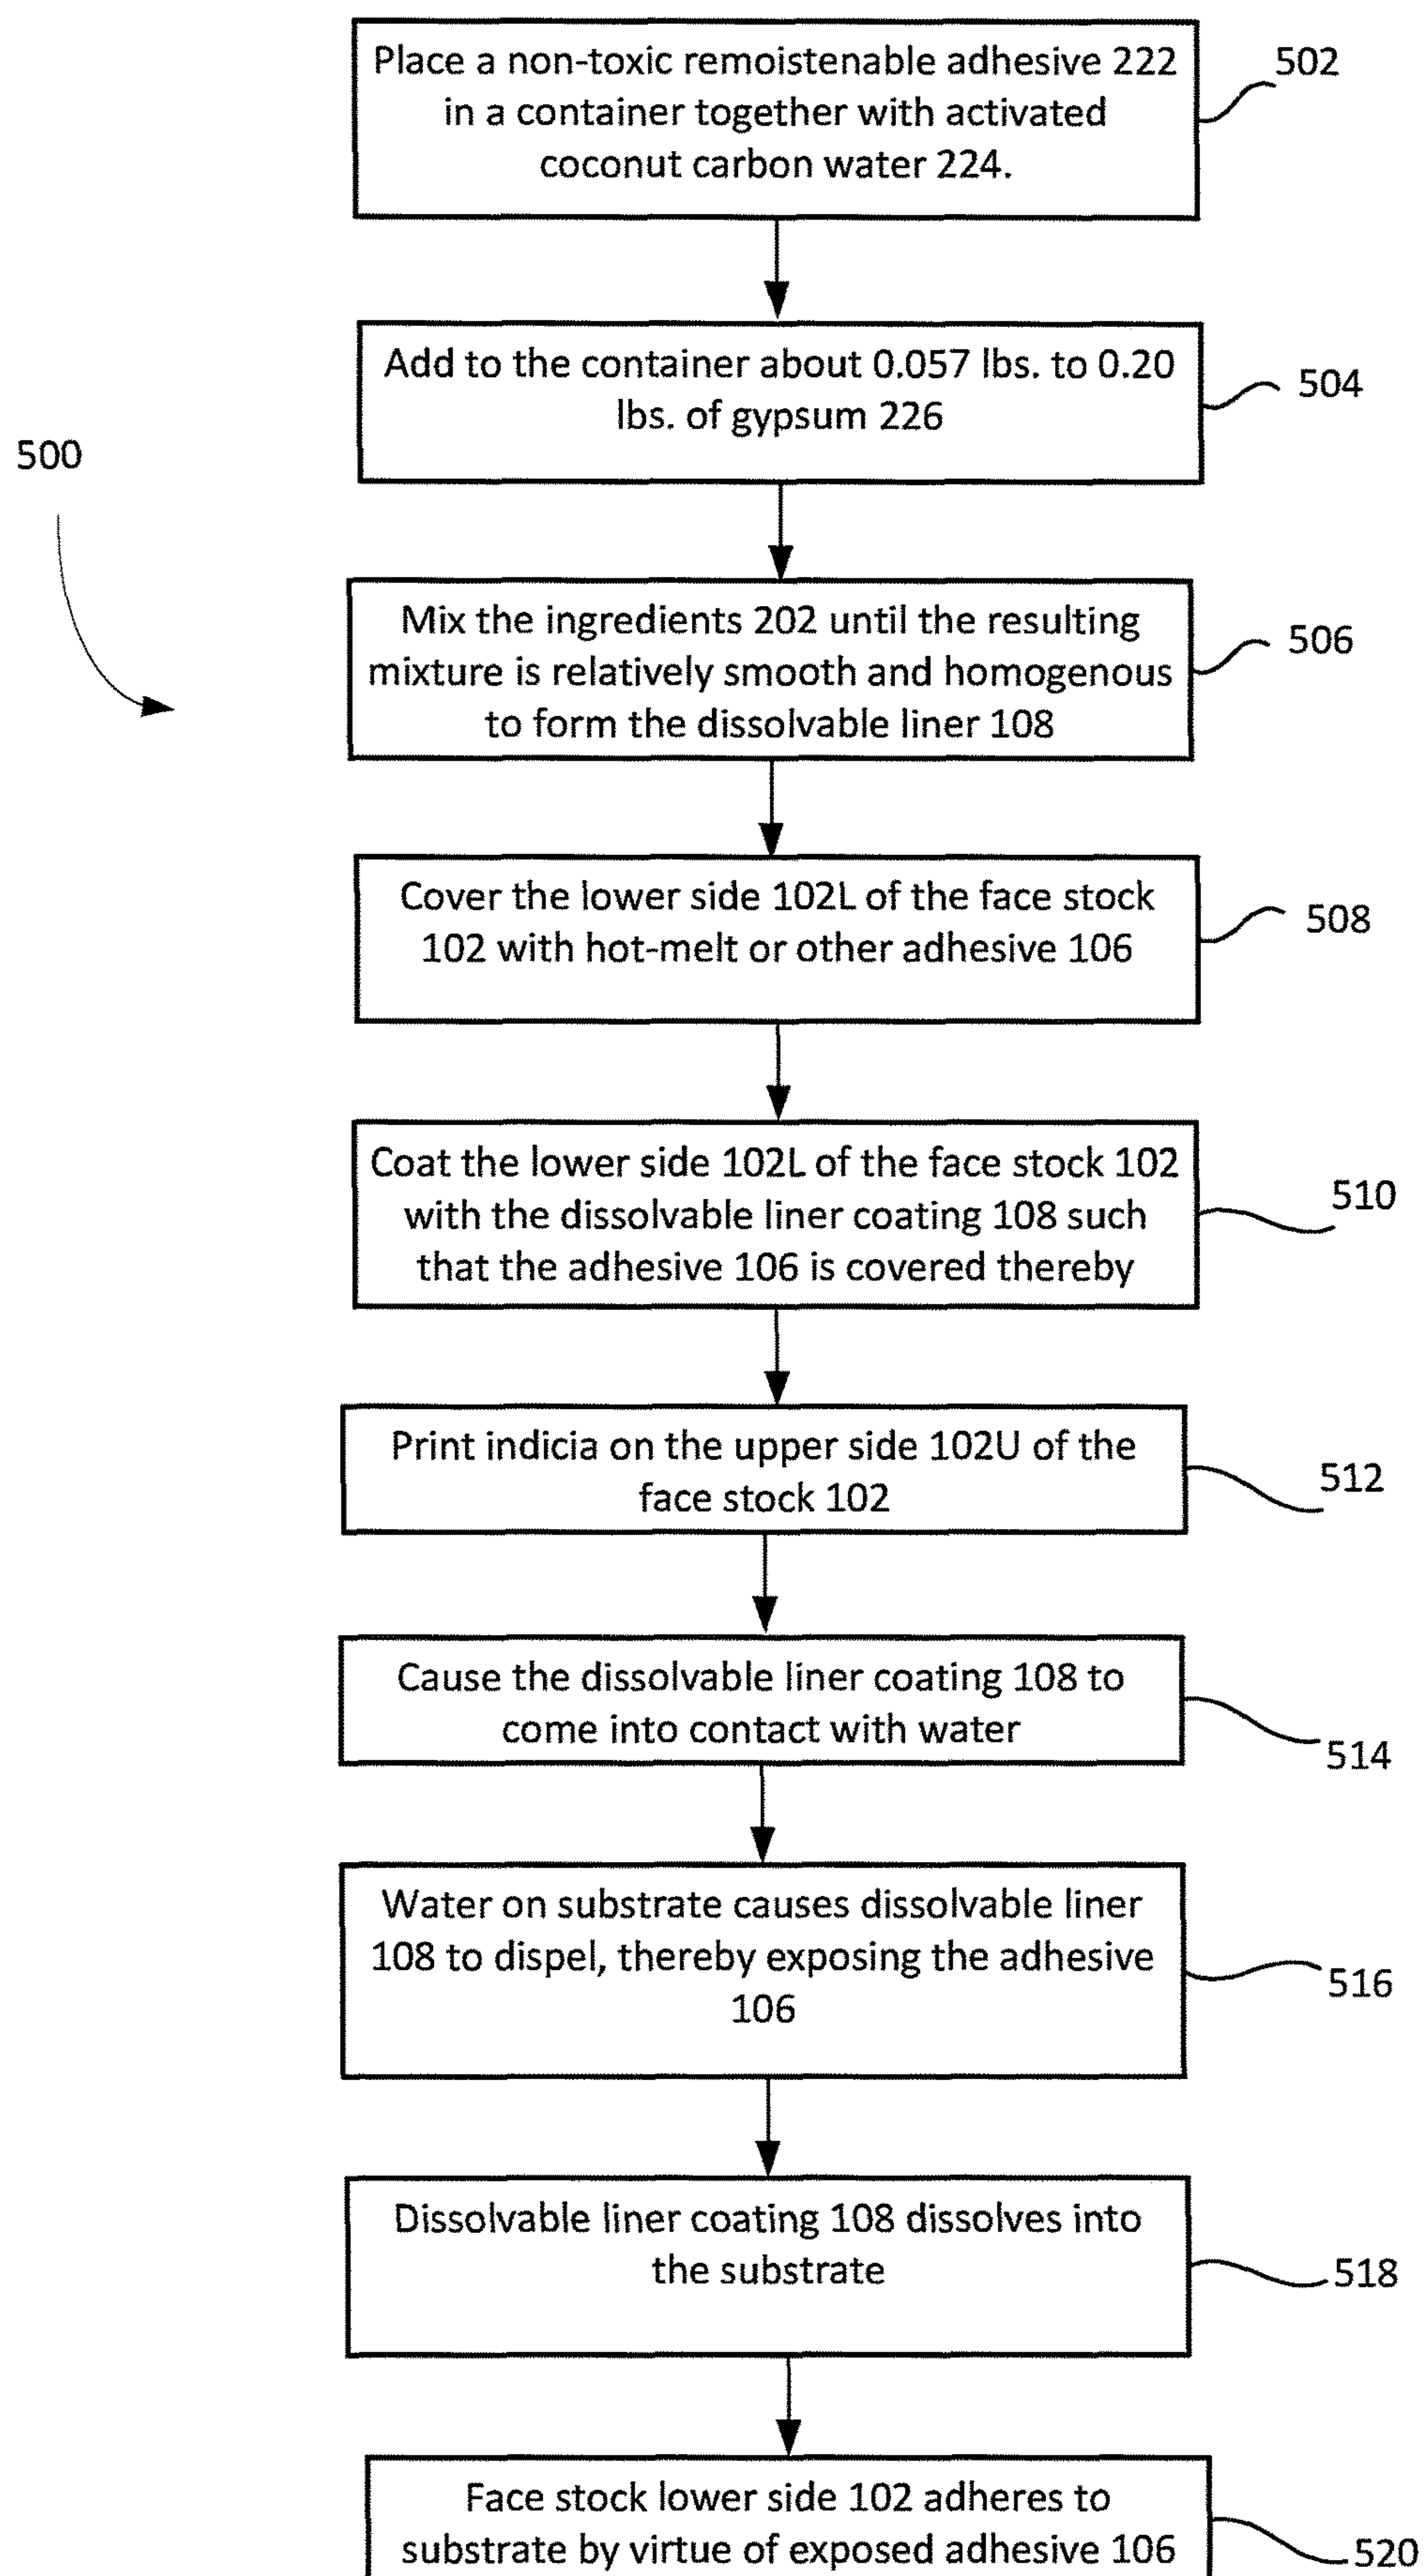 Place a non-toxic remoistenable adhesive 222
in a container together with activated
coconut carbon water 224.
502
Add to the container about 0.057 lbs. to 0.20
lbs. of gypsum 226
504
500
Mix the ingredients 202 until the resulting
mixture is relatively smooth and homogenous
to form the dissolvable liner 108
506
Cover the lower side 102L of the face stock
102 with hot-melt or other adhesive 106
508
Coat the lower side 102L of the face stock 102
with the dissolvable liner coating 108 such
that the adhesive 106 is covered thereby
510
Print indicia on the upper side 102U of the
face stock 102
512
Cause the dissolvable liner coating 108 to
come into contact with water
514
Water on substrate causes dissolvable liner
108 to dispel, thereby exposing the adhesive
106
516
Dissolvable liner coating 108 dissolves into
the substrate
518
Face stock lower side 102 adheres to
substrate by virtue of exposed adhesive 106
520